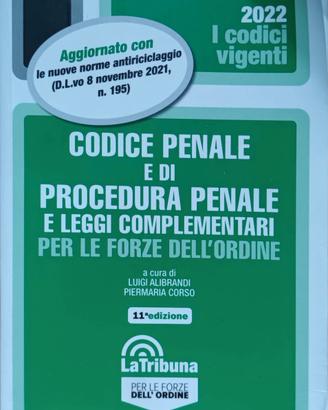 2022
I codici
vigenti
Aggiornato con
le nuove norme antiriciclaggio
(D.L.vo 8 novembre 2021,
n. 195)
CODICE PENALE
E DI
PROCEDURA PENALE
E LEGGI COMPLEMENTARI
PER LE FORZE DELL'ORDINE
a cura di
LUIGI ALIBRANDI
PIERMARIA CORSO
11ª edizione
LaTribuna
PER LE FORZE
DELL' ORDINE